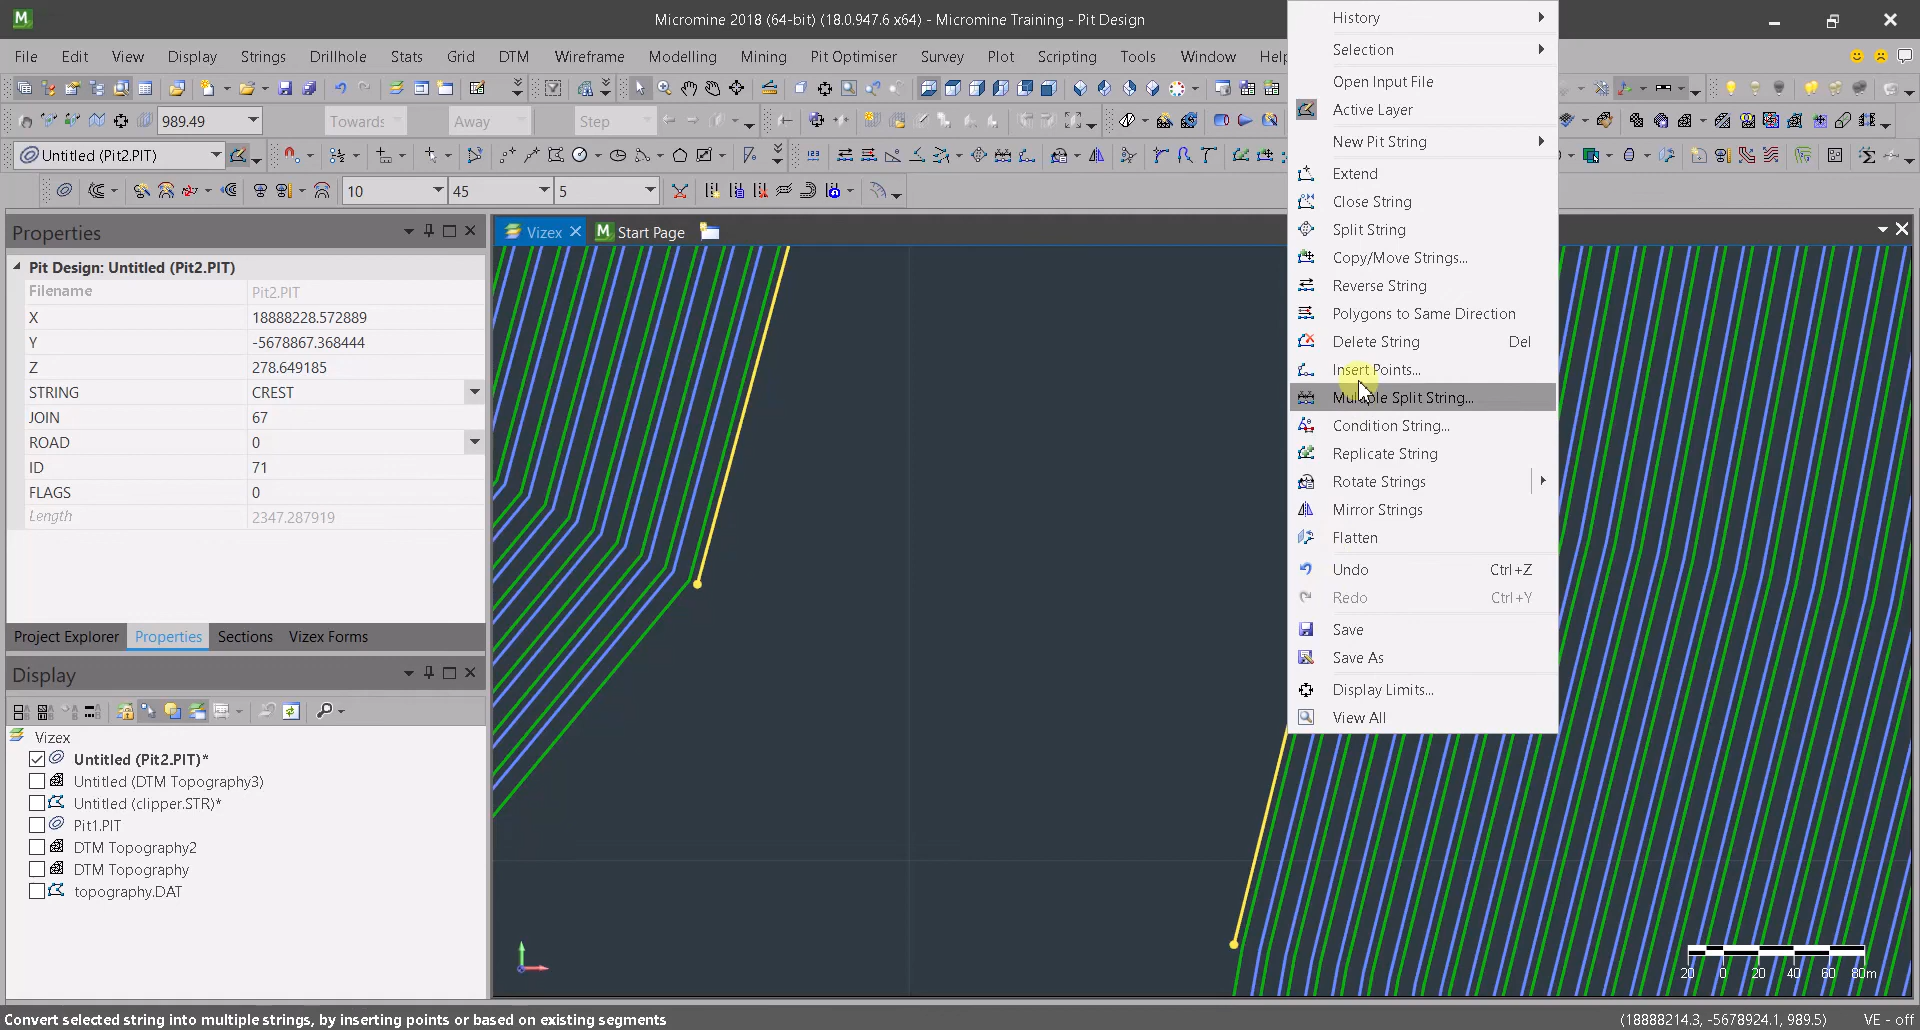 M
Micromine 2018 (64-bit) (18.0.947.6 x64) - Micromine Training - Pit Design
File Edit View Display Strings Drillhole Stats Grid DTM Wireframe Modelling Mining Pit Optimiser Survey Plot Scripting Tools Window Help
989.49 Towards Away Step
Untitled (Pit2.PIT)
10 45 5
Properties
Vizex
M Start Page
Pit Design: Untitled (Pit2.PIT)
Filename Pit2.PIT
X 18888228.572889
Y -5678867.368444
Z 278.649185
STRING CREST
JOIN 67
ROAD 0
ID 71
FLAGS 0
Length 2347.287919
Project Explorer Properties Sections Vizex Forms
Display
Vizex
Untitled (Pit2.PIT)*
Untitled (DTM Topography3)
Untitled (clipper.STR)*
Pit1.PIT
DTM Topography2
DTM Topography
topography.DAT
History
Selection
Open Input File
Active Layer
New Pit String
Extend
Close String
Split String
Copy/Move Strings...
Reverse String
Polygons to Same Direction
Delete String Del
Insert Points...
Multiple Split String...
Condition String...
Replicate String
Rotate Strings
Mirror Strings
Flatten
Undo Ctrl+Z
Redo Ctrl+Y
Save
Save As
Display Limits...
View All
20 0 20 40 60 80m
Convert selected string into multiple strings, by inserting points or based on existing segments
(18888214.3, -5678924.1, 989.5) VE - off